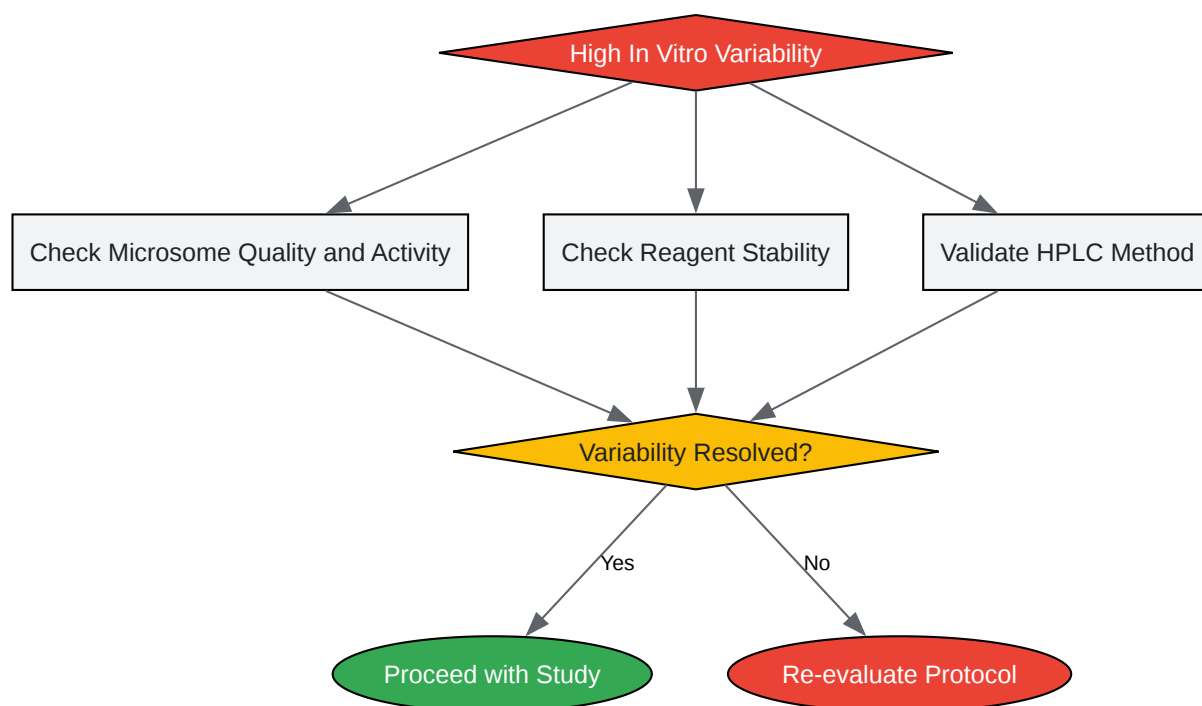 High In Vitro Variability
Check Microsome Quality and Activity
Check Reagent Stability
Validate HPLC Method
Variability Resolved?
Yes
No
Proceed with Study
Re-evaluate Protocol